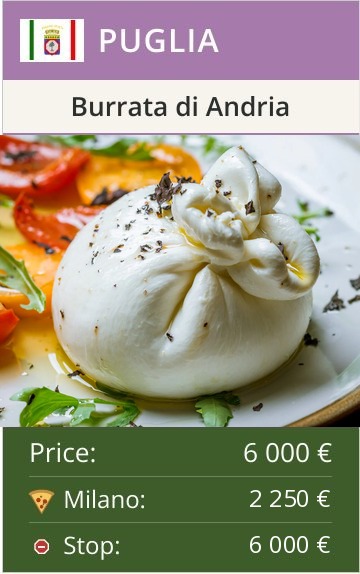 PUGLIA
Burrata di Andria
Price: 6 000 €
Milano: 2 250 €
Stop: 6 000 €